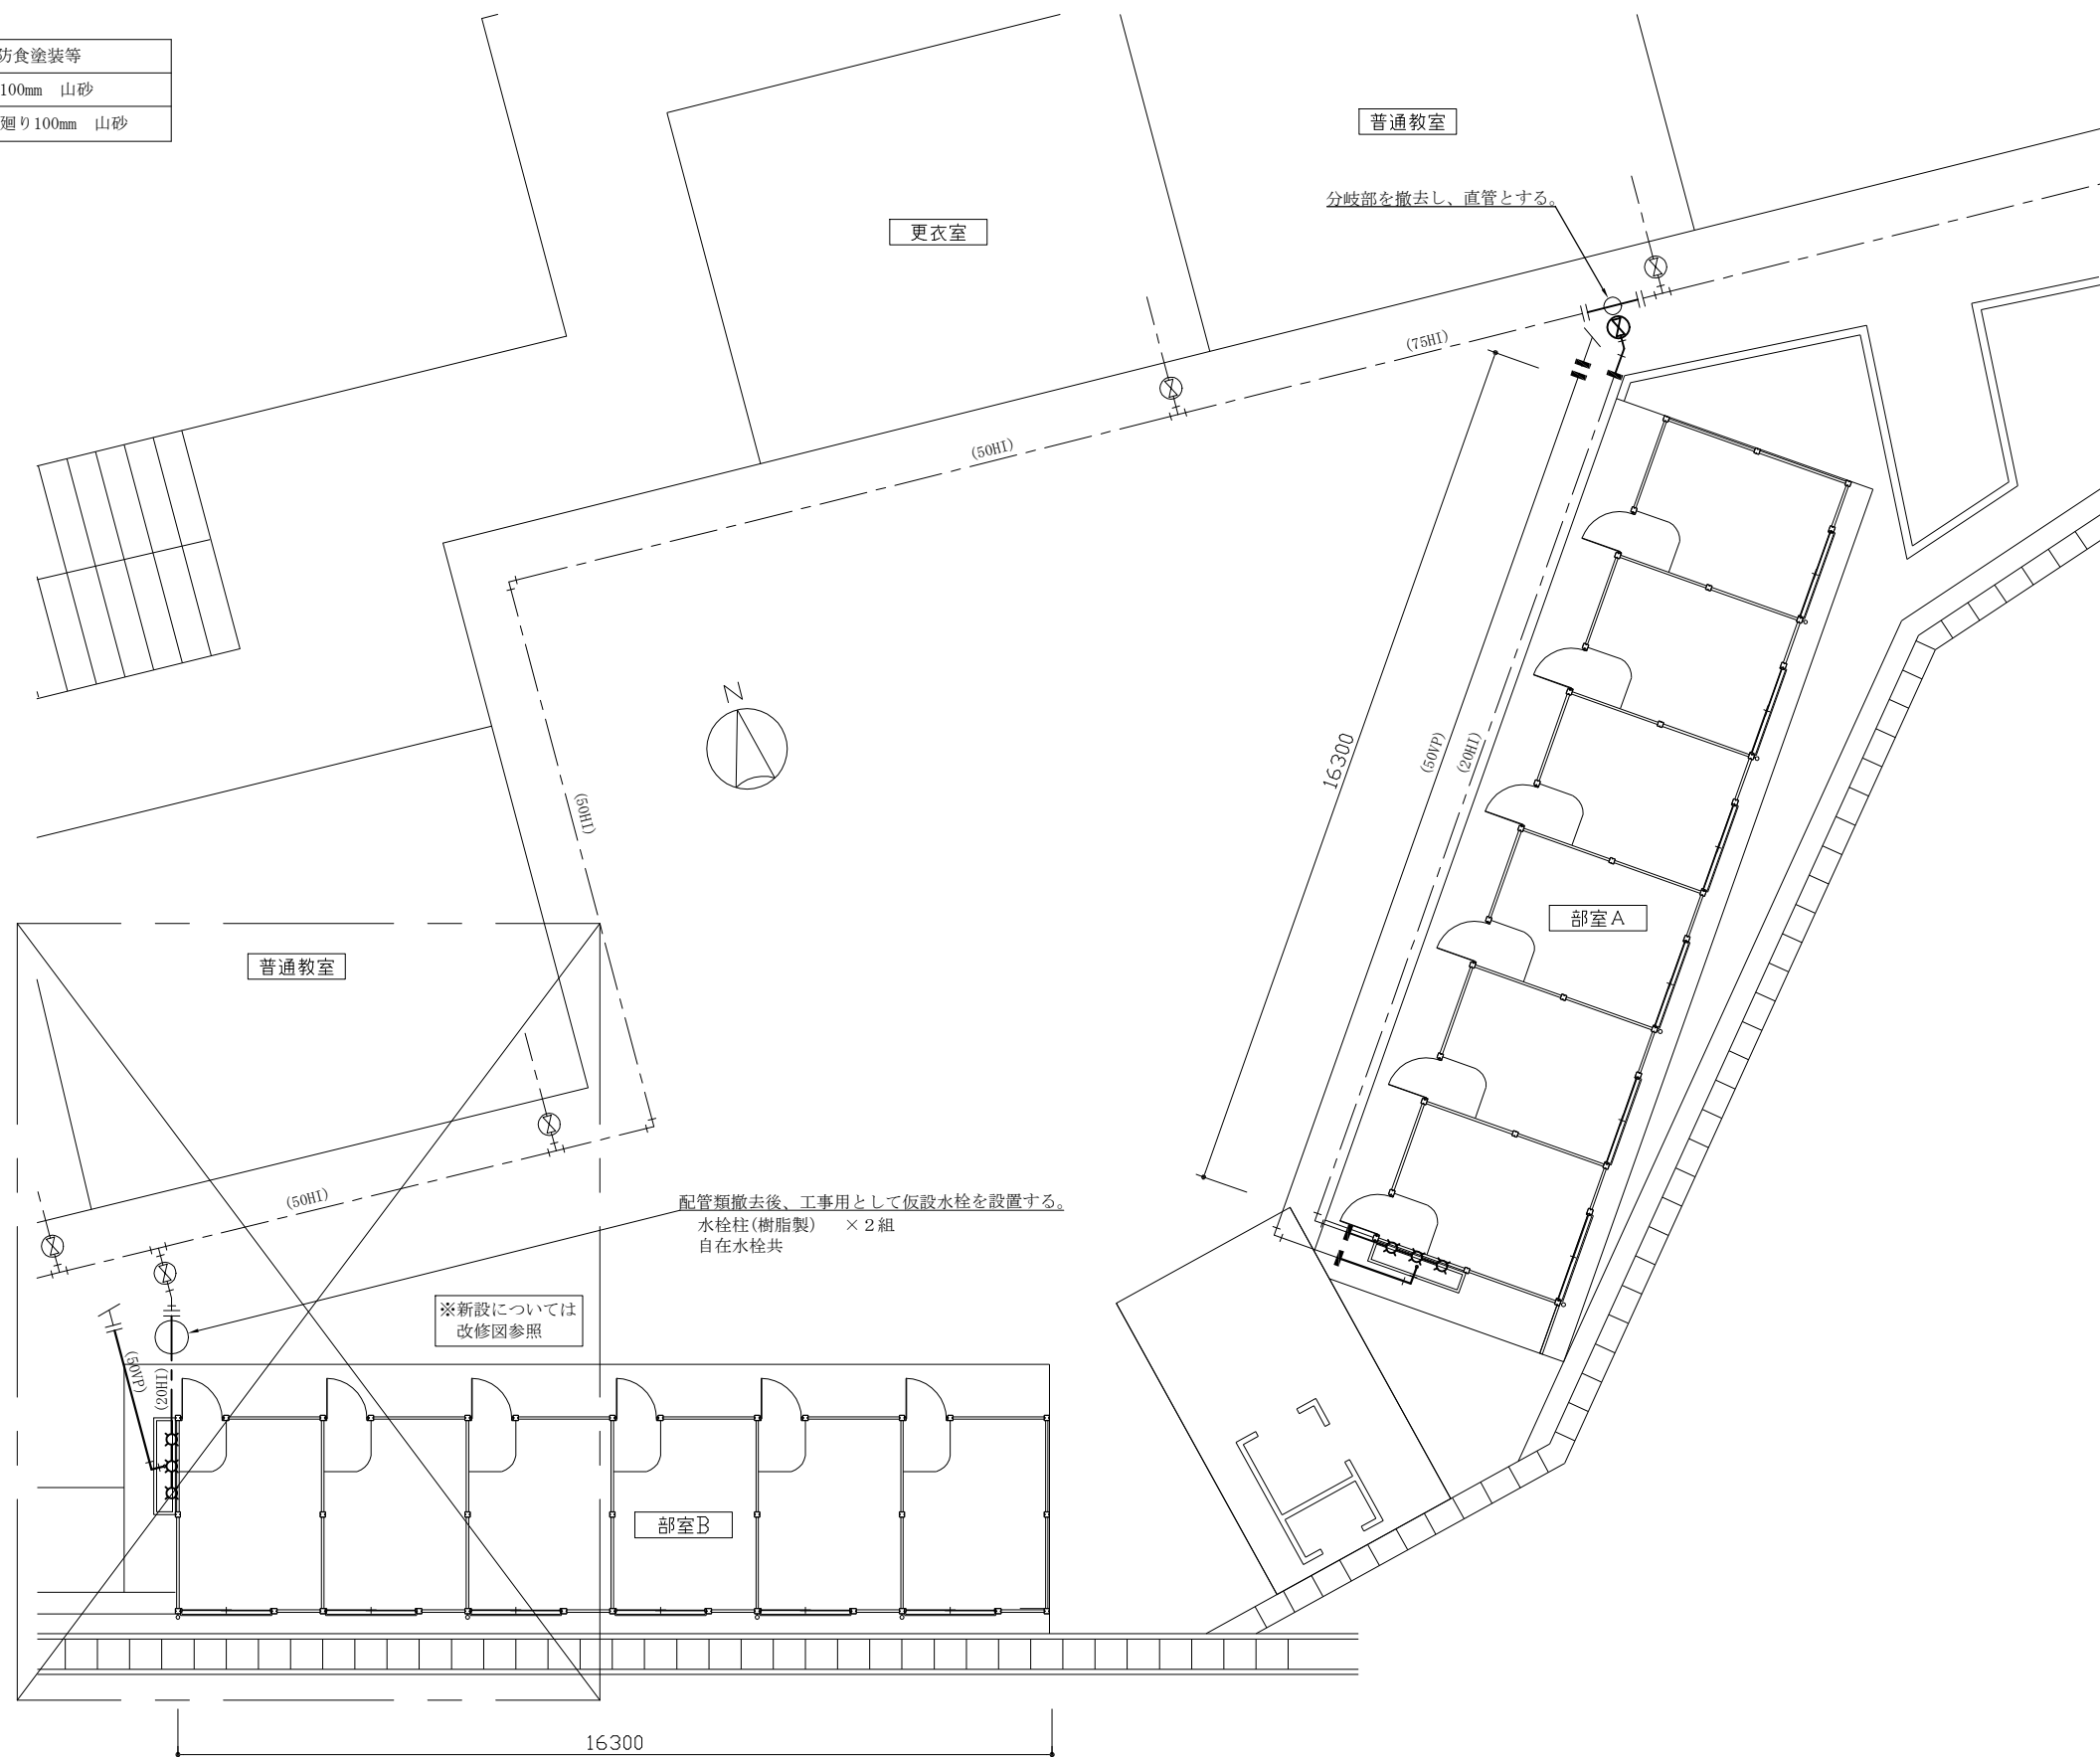 防食塗装等
100mm　山砂
廻り100mm　山砂
普通教室
分岐部を撤去し、直管とする。
更衣室
(75HI)
(50HI)
N
16300
(50VP)
(20HI)
(50HI)
部室A
普通教室
(50HI)
配管類撤去後、工事用として仮設水栓を設置する。
水栓柱(樹脂製)　×２組
自在水栓共
※新設については
改修図参照
(50VP)
(20HI)
部室B
16300